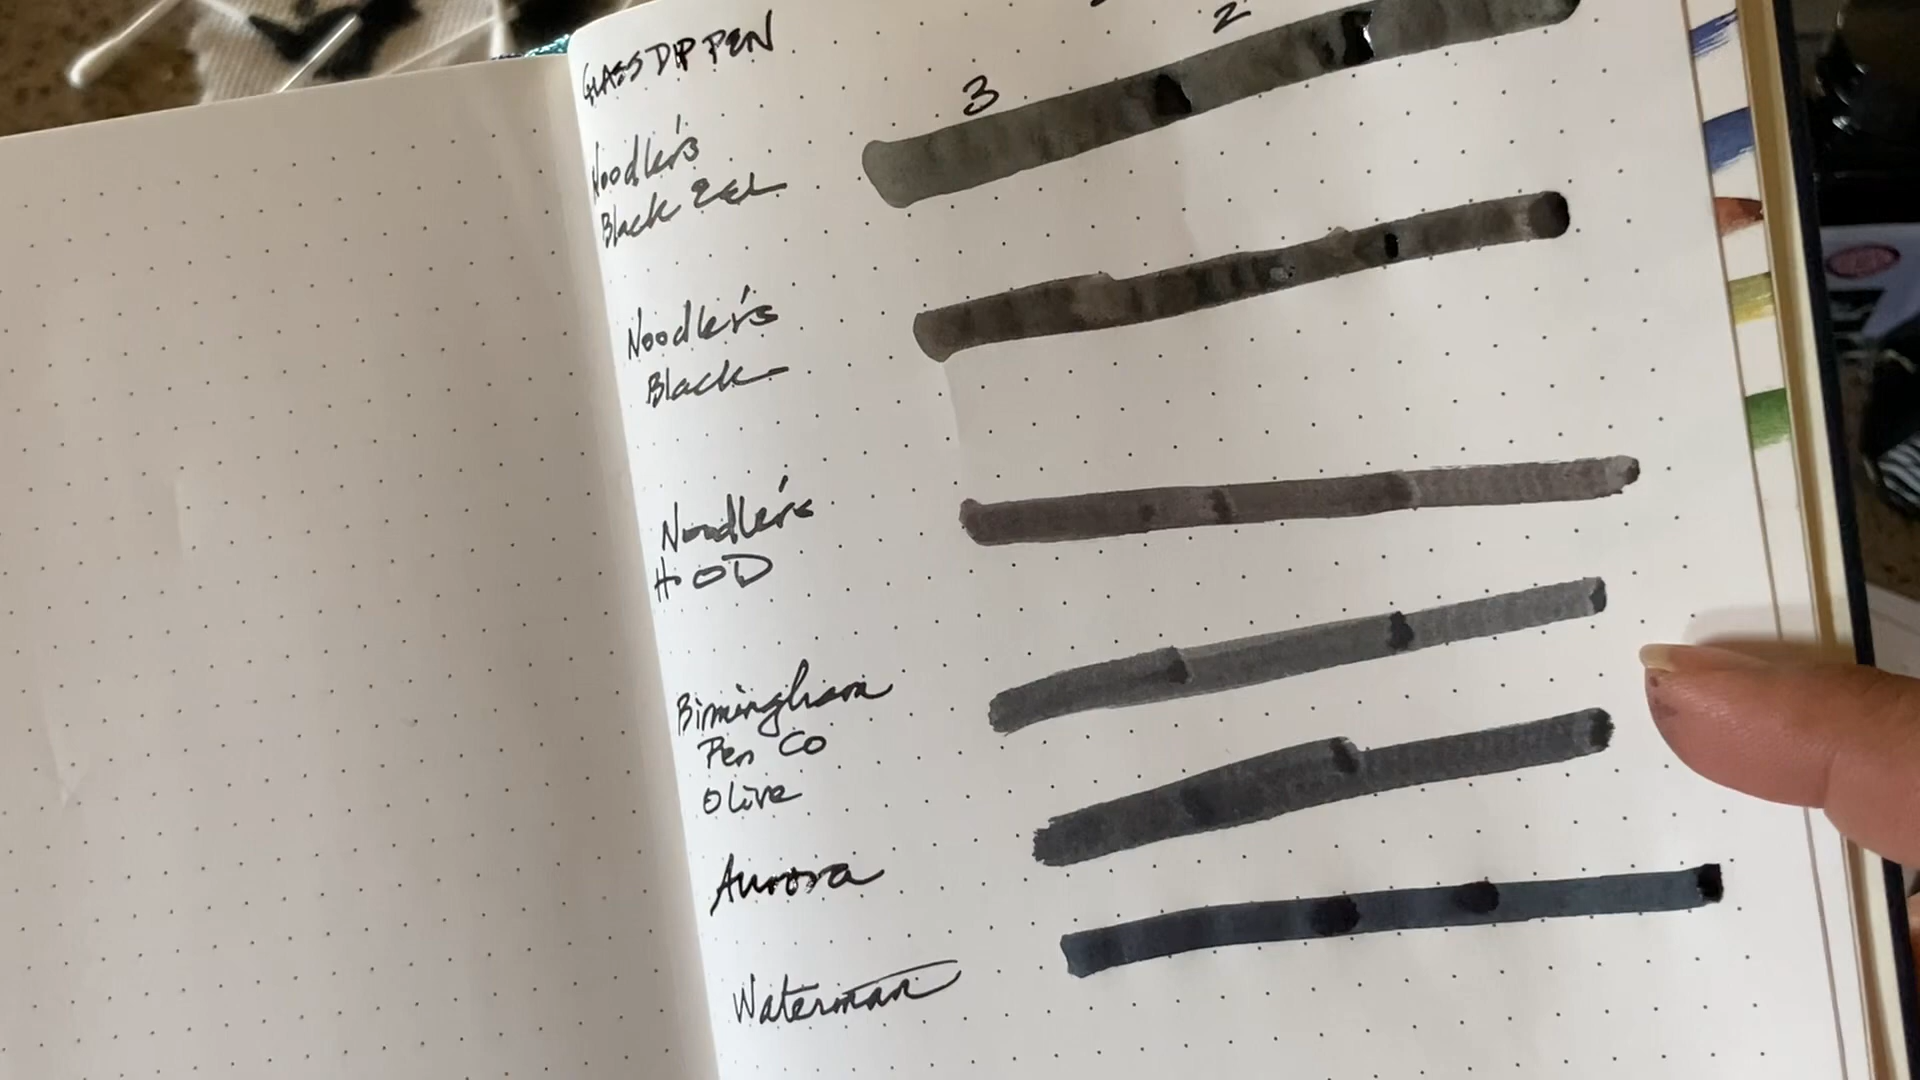 GLASS DIP PEN
2
3
Noodler's
Black EEL
Noodler's
Black
Noodler's
HOD
Birmingham
Pen Co
Olive
Aurora
Waterman